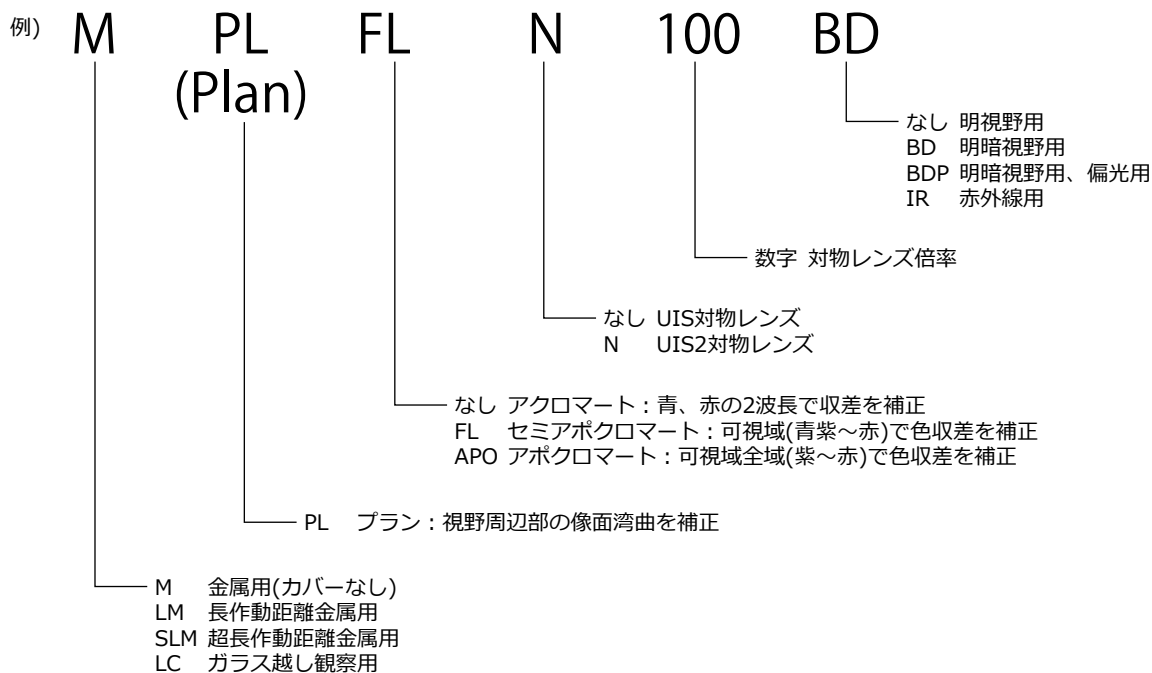 例) M PL FL N 100 BD
(Plan)
なし 明視野用
BD 明暗視野用
BDP 明暗視野用、偏光用
IR 赤外線用
数字 対物レンズ倍率
なし UIS対物レンズ
N UIS2対物レンズ
なし アクロマート:青、赤の2波長で収差を補正
FL セミアポクロマート:可視域(青紫～赤)で色収差を補正
APO アポクロマート:可視域全域(紫～赤)で色収差を補正
PL プラン:視野周辺部の像面湾曲を補正
M 金属用(カバーなし)
LM 長作動距離金属用
SLM 超長作動距離金属用
LC ガラス越し観察用